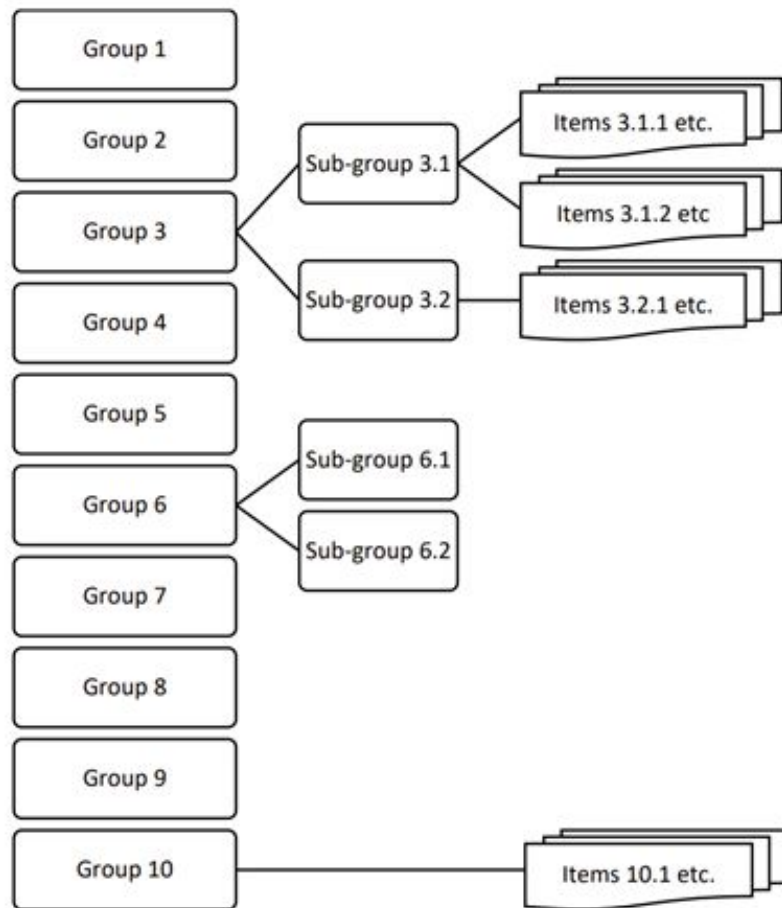 Group 1
Group 2
Group 3
Group 4
Group 5
Group 6
Group 7
Group 8
Group 9
Group 10
Sub-group 3.1
Sub-group 3.2
Sub-group 6.1
Sub-group 6.2
Items 3.1.1 etc.
Items 3.1.2 etc
Items 3.2.1 etc.
Items 10.1 etc.